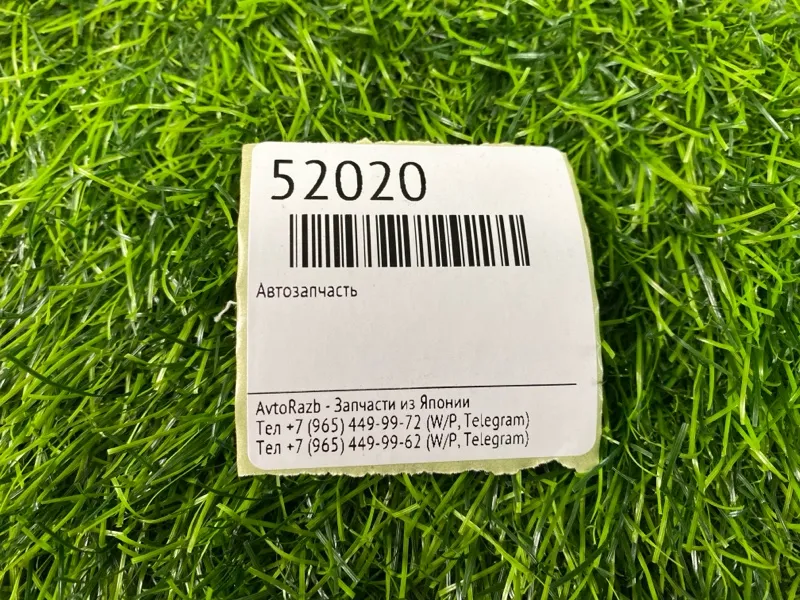 52020
Автозапчасть
AvtoRazb - Запчасти из Японии
Тел +7 (965) 449-99-72 (W/P, Telegram)
Тел +7 (965) 449-99-62 (W/P, Telegram)